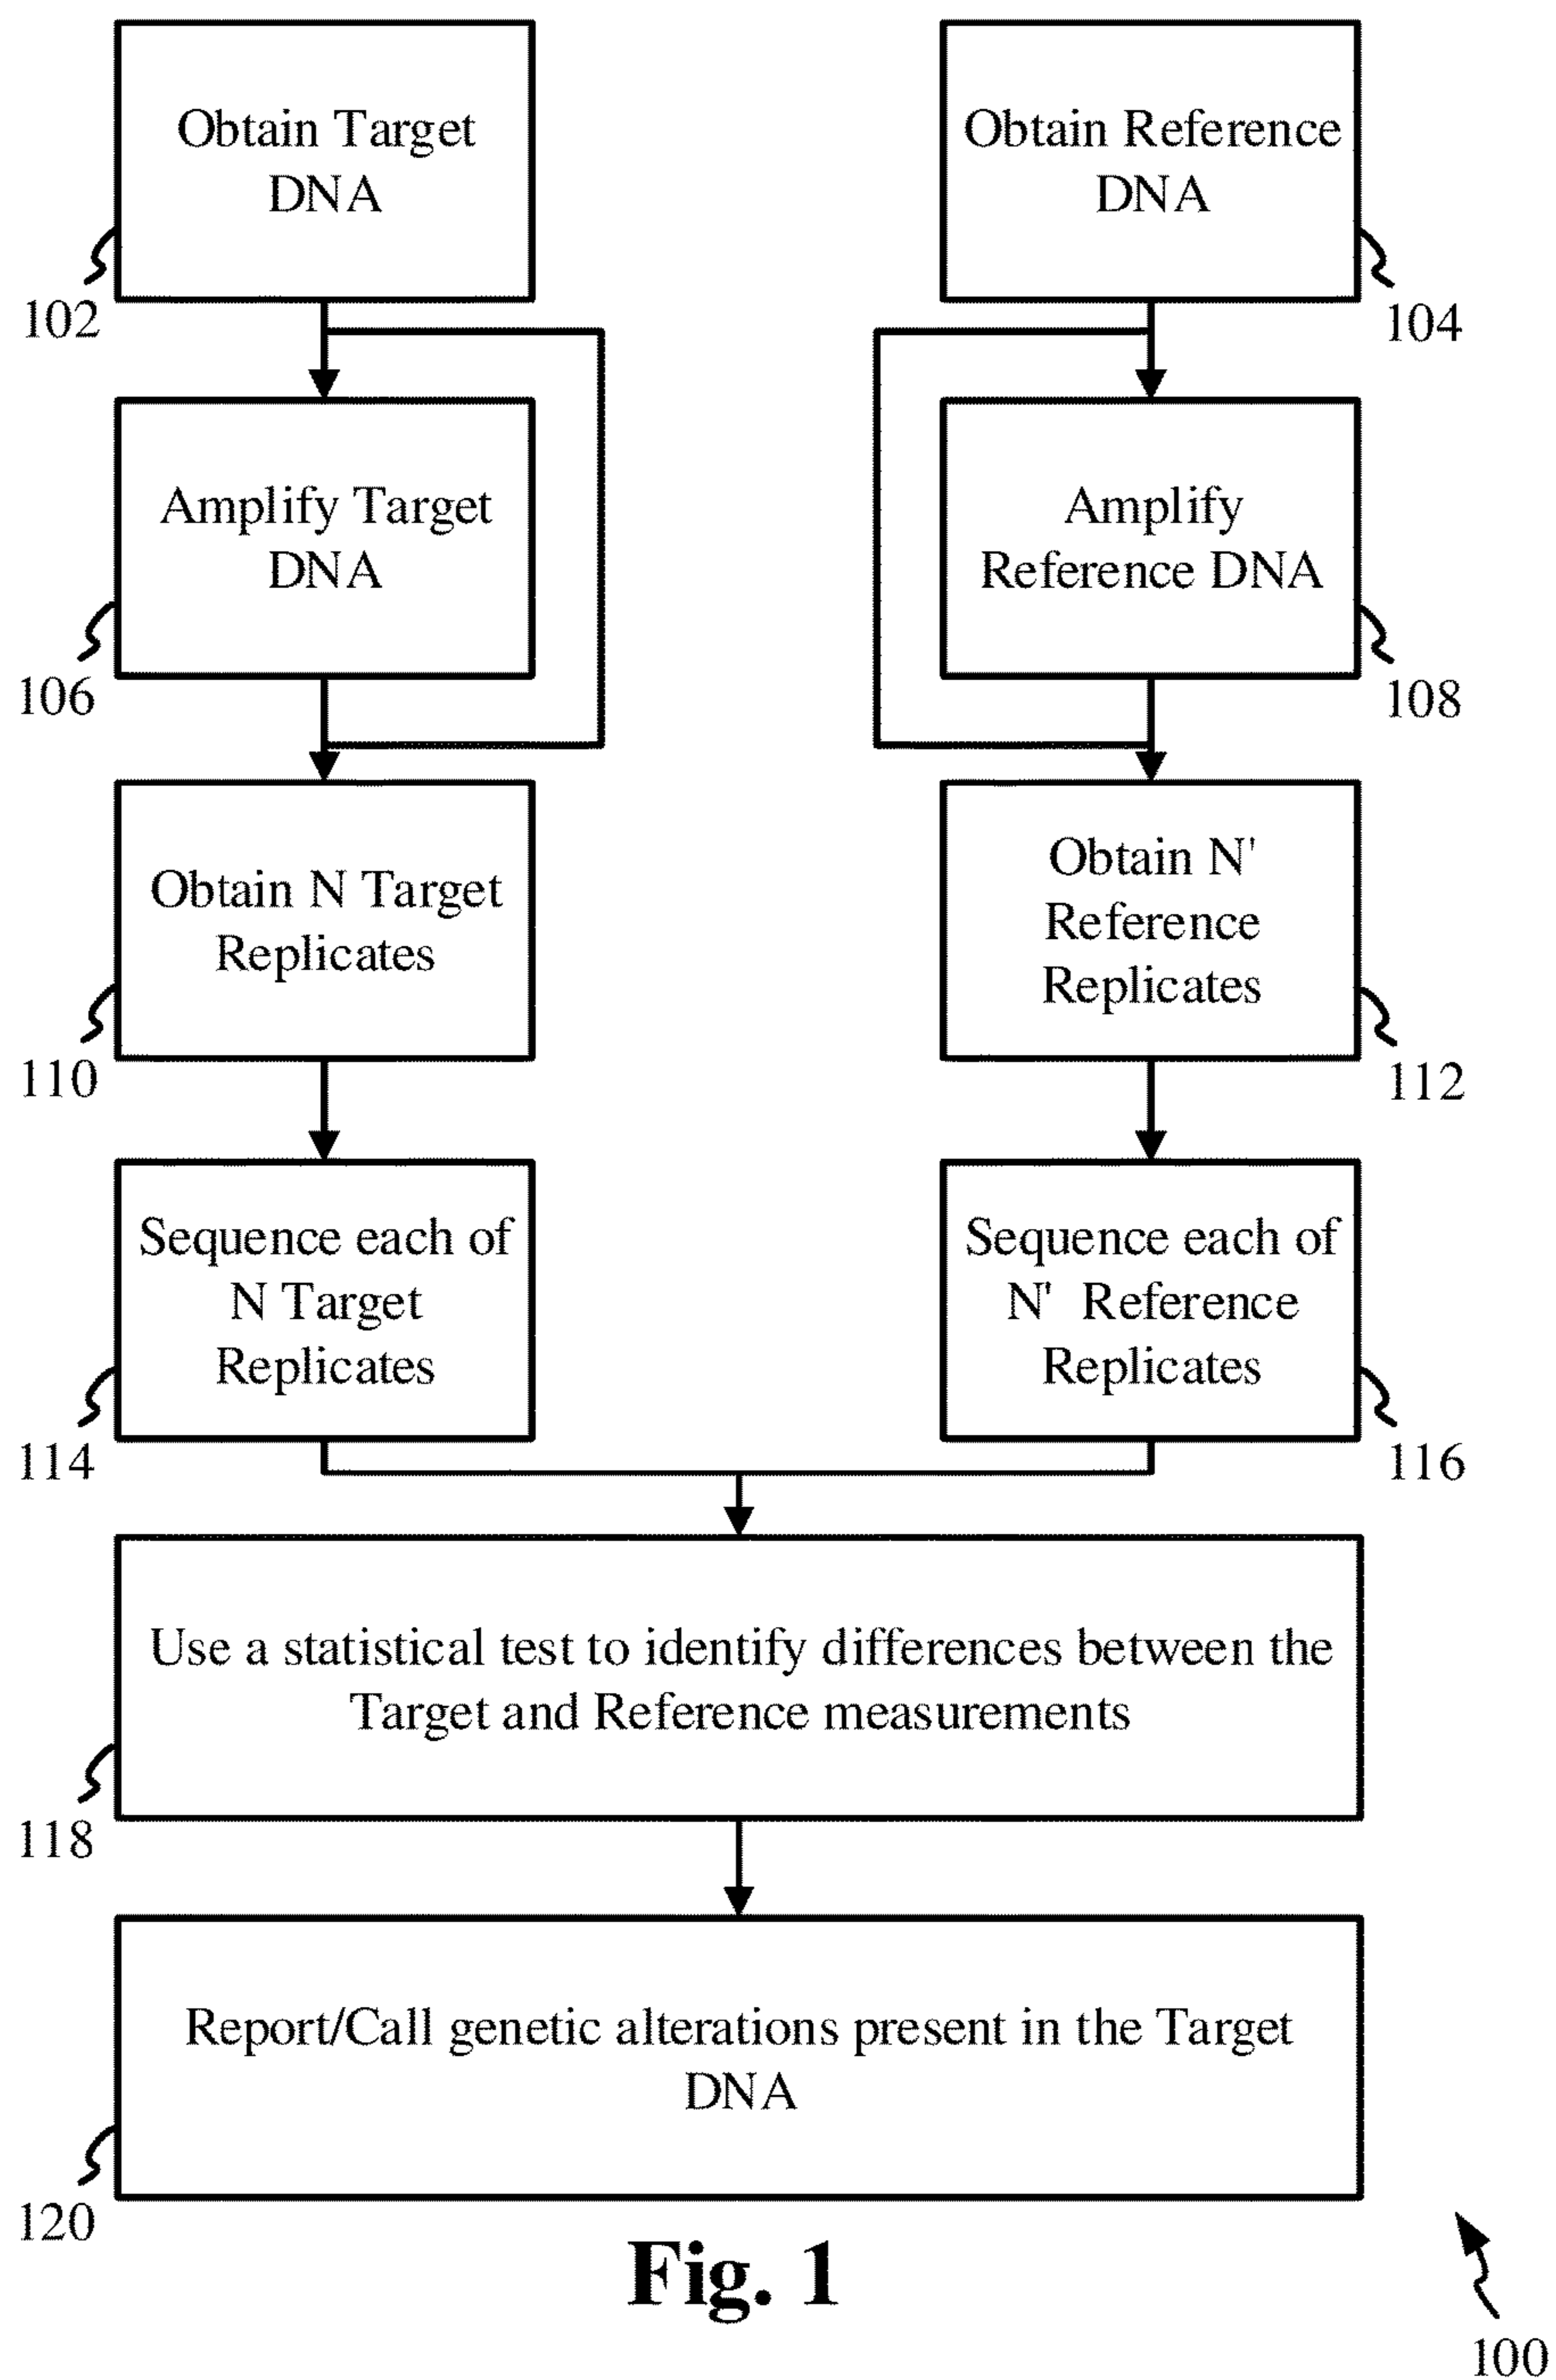 Obtain Target
DNA
102
Obtain Reference
DNA
104
Amplify Target
DNA
106
Amplify
Reference DNA
108
Obtain N Target
Replicates
110
Obtain N'
Reference
Replicates
112
Sequence each of
N Target
Replicates
114
Sequence each of
N' Reference
Replicates
116
Use a statistical test to identify differences between the
Target and Reference measurements
118
Report/Call genetic alterations present in the Target
DNA
120
Fig. 1
100